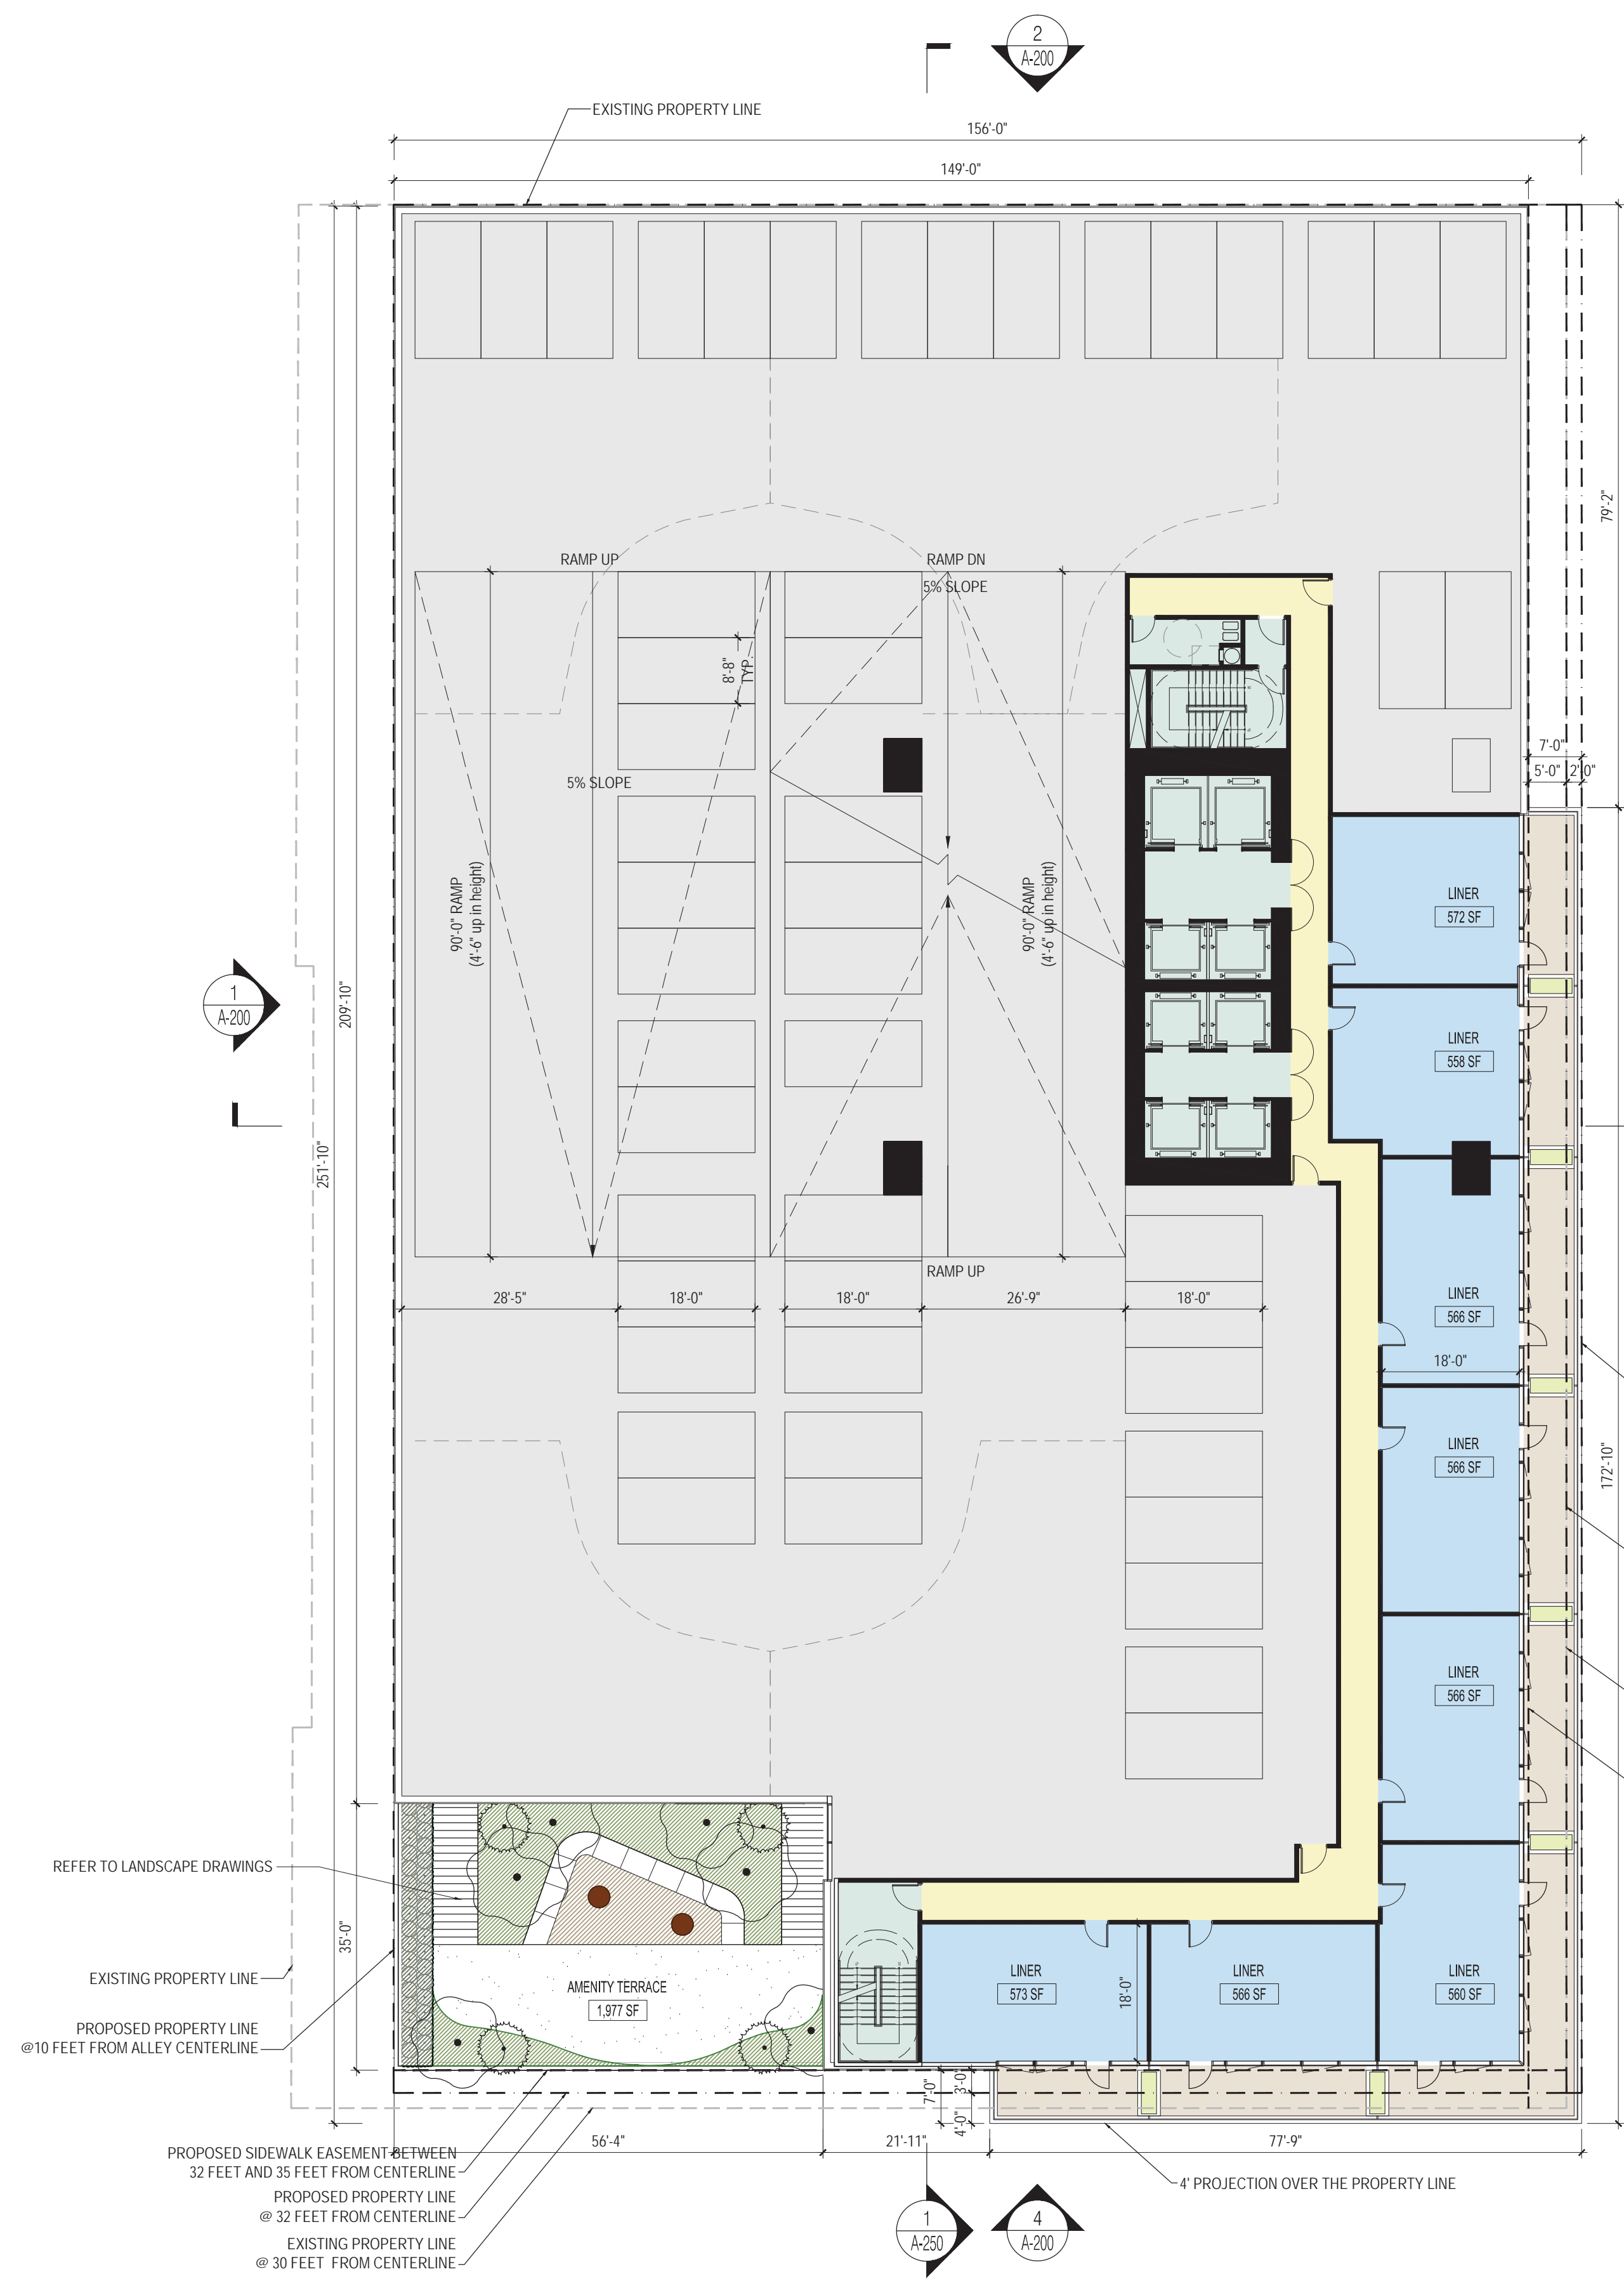 2
A-200
EXISTING PROPERTY LINE
156'-0"
149'-0"
79'-2"
RAMP UP
RAMP DN
5% SLOPE
8'-8"
TYP.
5% SLOPE
7'-0"
5'-0"
2'-0"
90'-0" RAMP
(4'-6" up in height)
90'-0" RAMP
(4'-6" up in height)
LINER
572 SF
1
A-200
209'-10"
251'-10"
LINER
558 SF
RAMP UP
28'-5"
18'-0"
18'-0"
26'-9"
18'-0"
LINER
566 SF
18'-0"
LINER
566 SF
172'-10"
LINER
566 SF
REFER TO LANDSCAPE DRAWINGS
35'-0"
EXISTING PROPERTY LINE
AMENITY TERRACE
1,977 SF
LINER
573 SF
18'-0"
LINER
566 SF
LINER
560 SF
PROPOSED PROPERTY LINE
@10 FEET FROM ALLEY CENTERLINE
7'-0"
3'-0"
4'-0"
56'-4"
21'-11"
77'-9"
PROPOSED SIDEWALK EASEMENT BETWEEN
32 FEET AND 35 FEET FROM CENTERLINE
4' PROJECTION OVER THE PROPERTY LINE
PROPOSED PROPERTY LINE
@ 32 FEET FROM CENTERLINE
1
A-250
4
A-200
EXISTING PROPERTY LINE
@ 30 FEET FROM CENTERLINE